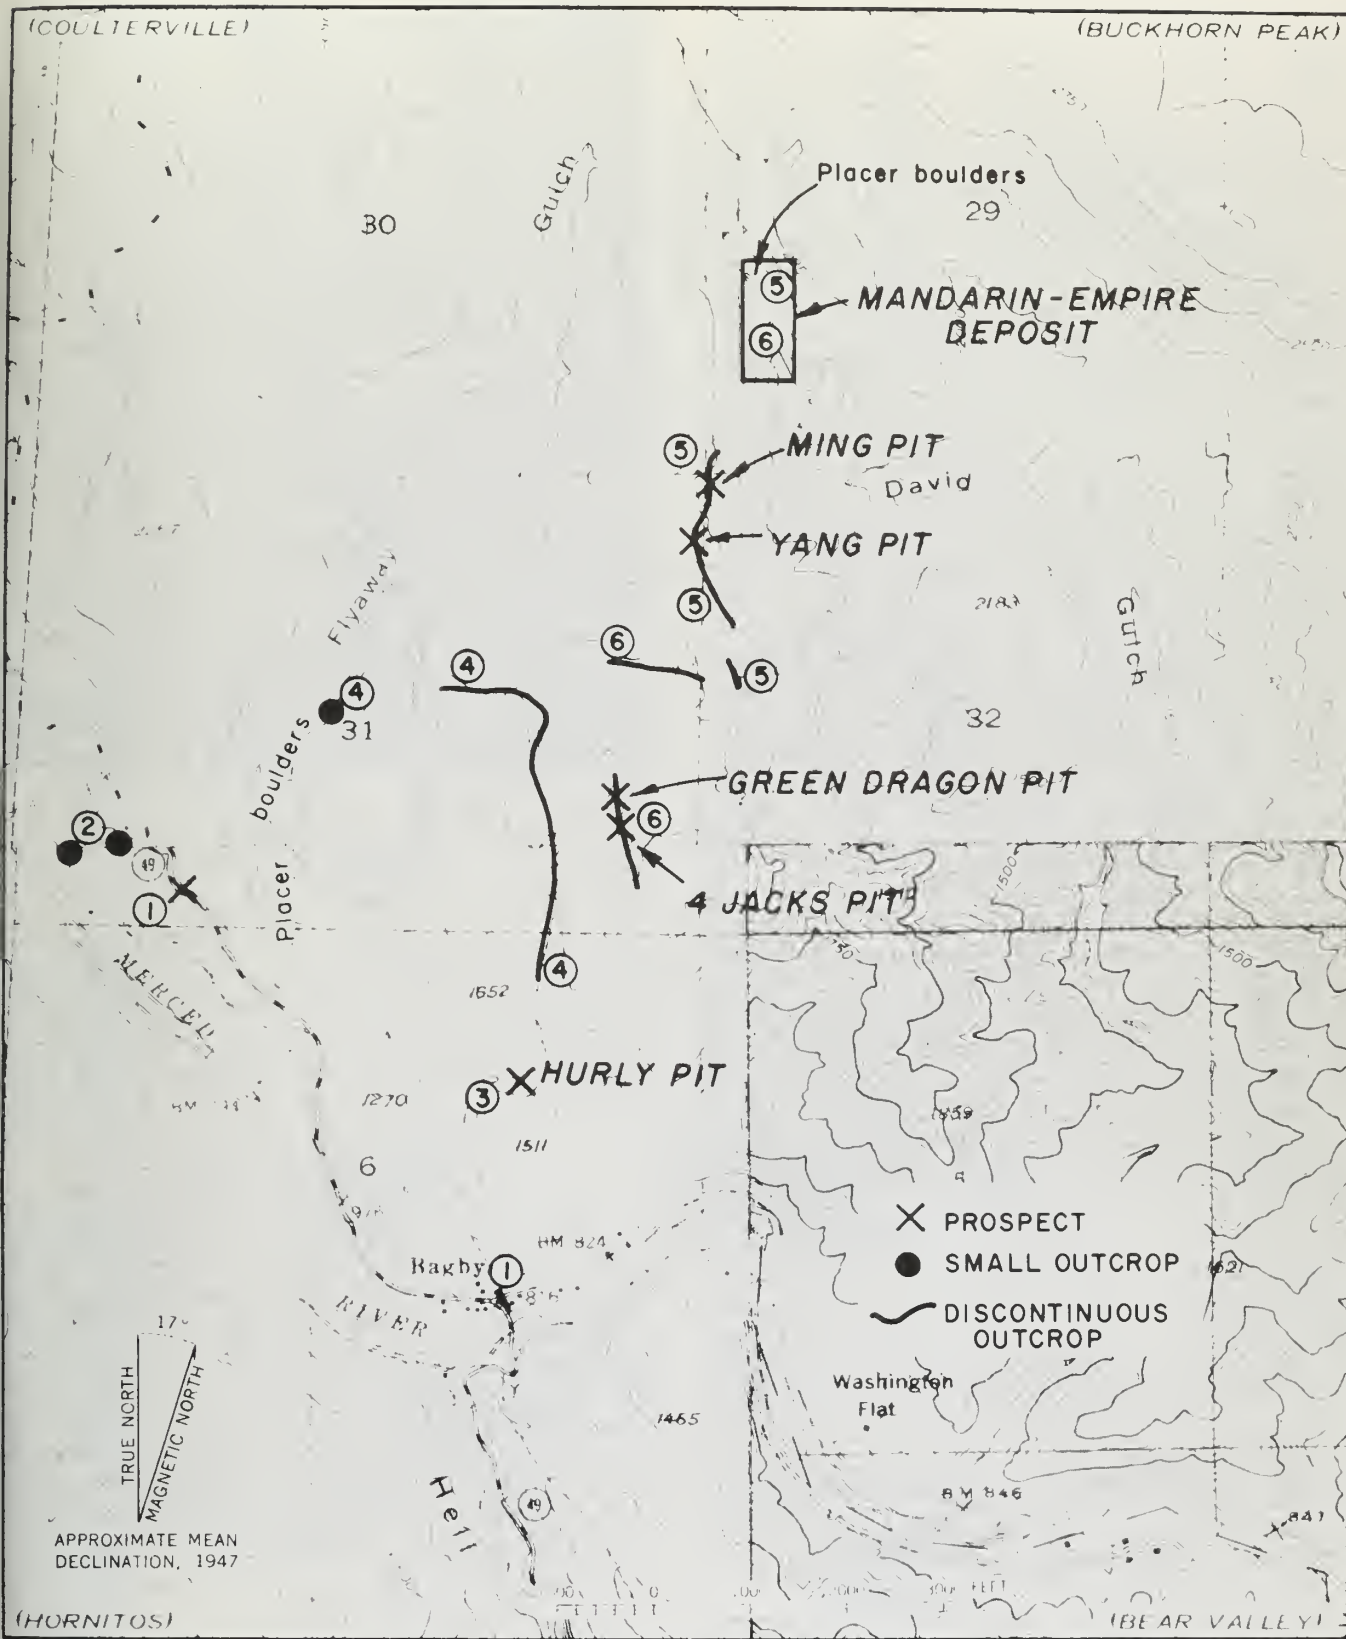 (COULTERVILLE)
(BUCKHORN PEAK)
Placer boulders
30
Gulch
29
5
6
MANDARIN-EMPIRE
DEPOSIT
5
MING PIT
David
YANG PIT
5
2183
Gulch
Flyaway
6
4
5
4
31
32
Placer boulders
GREEN DRAGON PIT
6
2
49
1
4 JACKS PIT
1500
1500
MERCED
4
1652
HURLY PIT
3
1270
1511
6
PROSPECT
SMALL OUTCROP
DISCONTINUOUS
OUTCROP
BM 824
Bagby
1
RIVER
17°
TRUE NORTH
MAGNETIC NORTH
APPROXIMATE MEAN
DECLINATION, 1947
1465
Washington
Flat
Hell
49
BM 846
FEET
(HORNITOS)
(BEAR VALLEY)